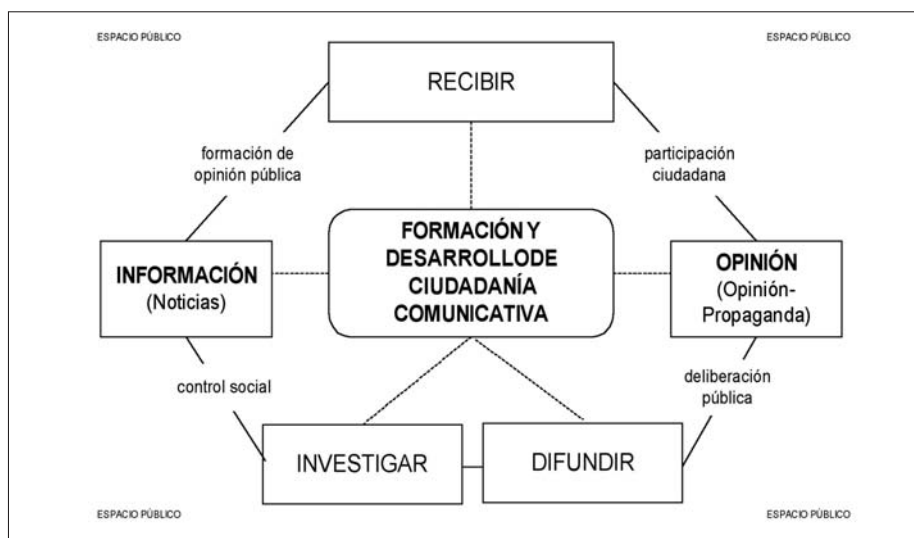 ESPACIO PÚBLICO
ESPACIO PÚBLICO
RECIBIR
formación de
opinión pública
participación
ciudadana
FORMACIÓN Y
DESARROLLODE
CIUDADANÍA
COMUNICATIVA
INFORMACIÓN
(Noticias)
OPINIÓN
(Opinión-
Propaganda)
control social
deliberación
pública
INVESTIGAR
DIFUNDIR
ESPACIO PÚBLICO
ESPACIO PÚBLICO